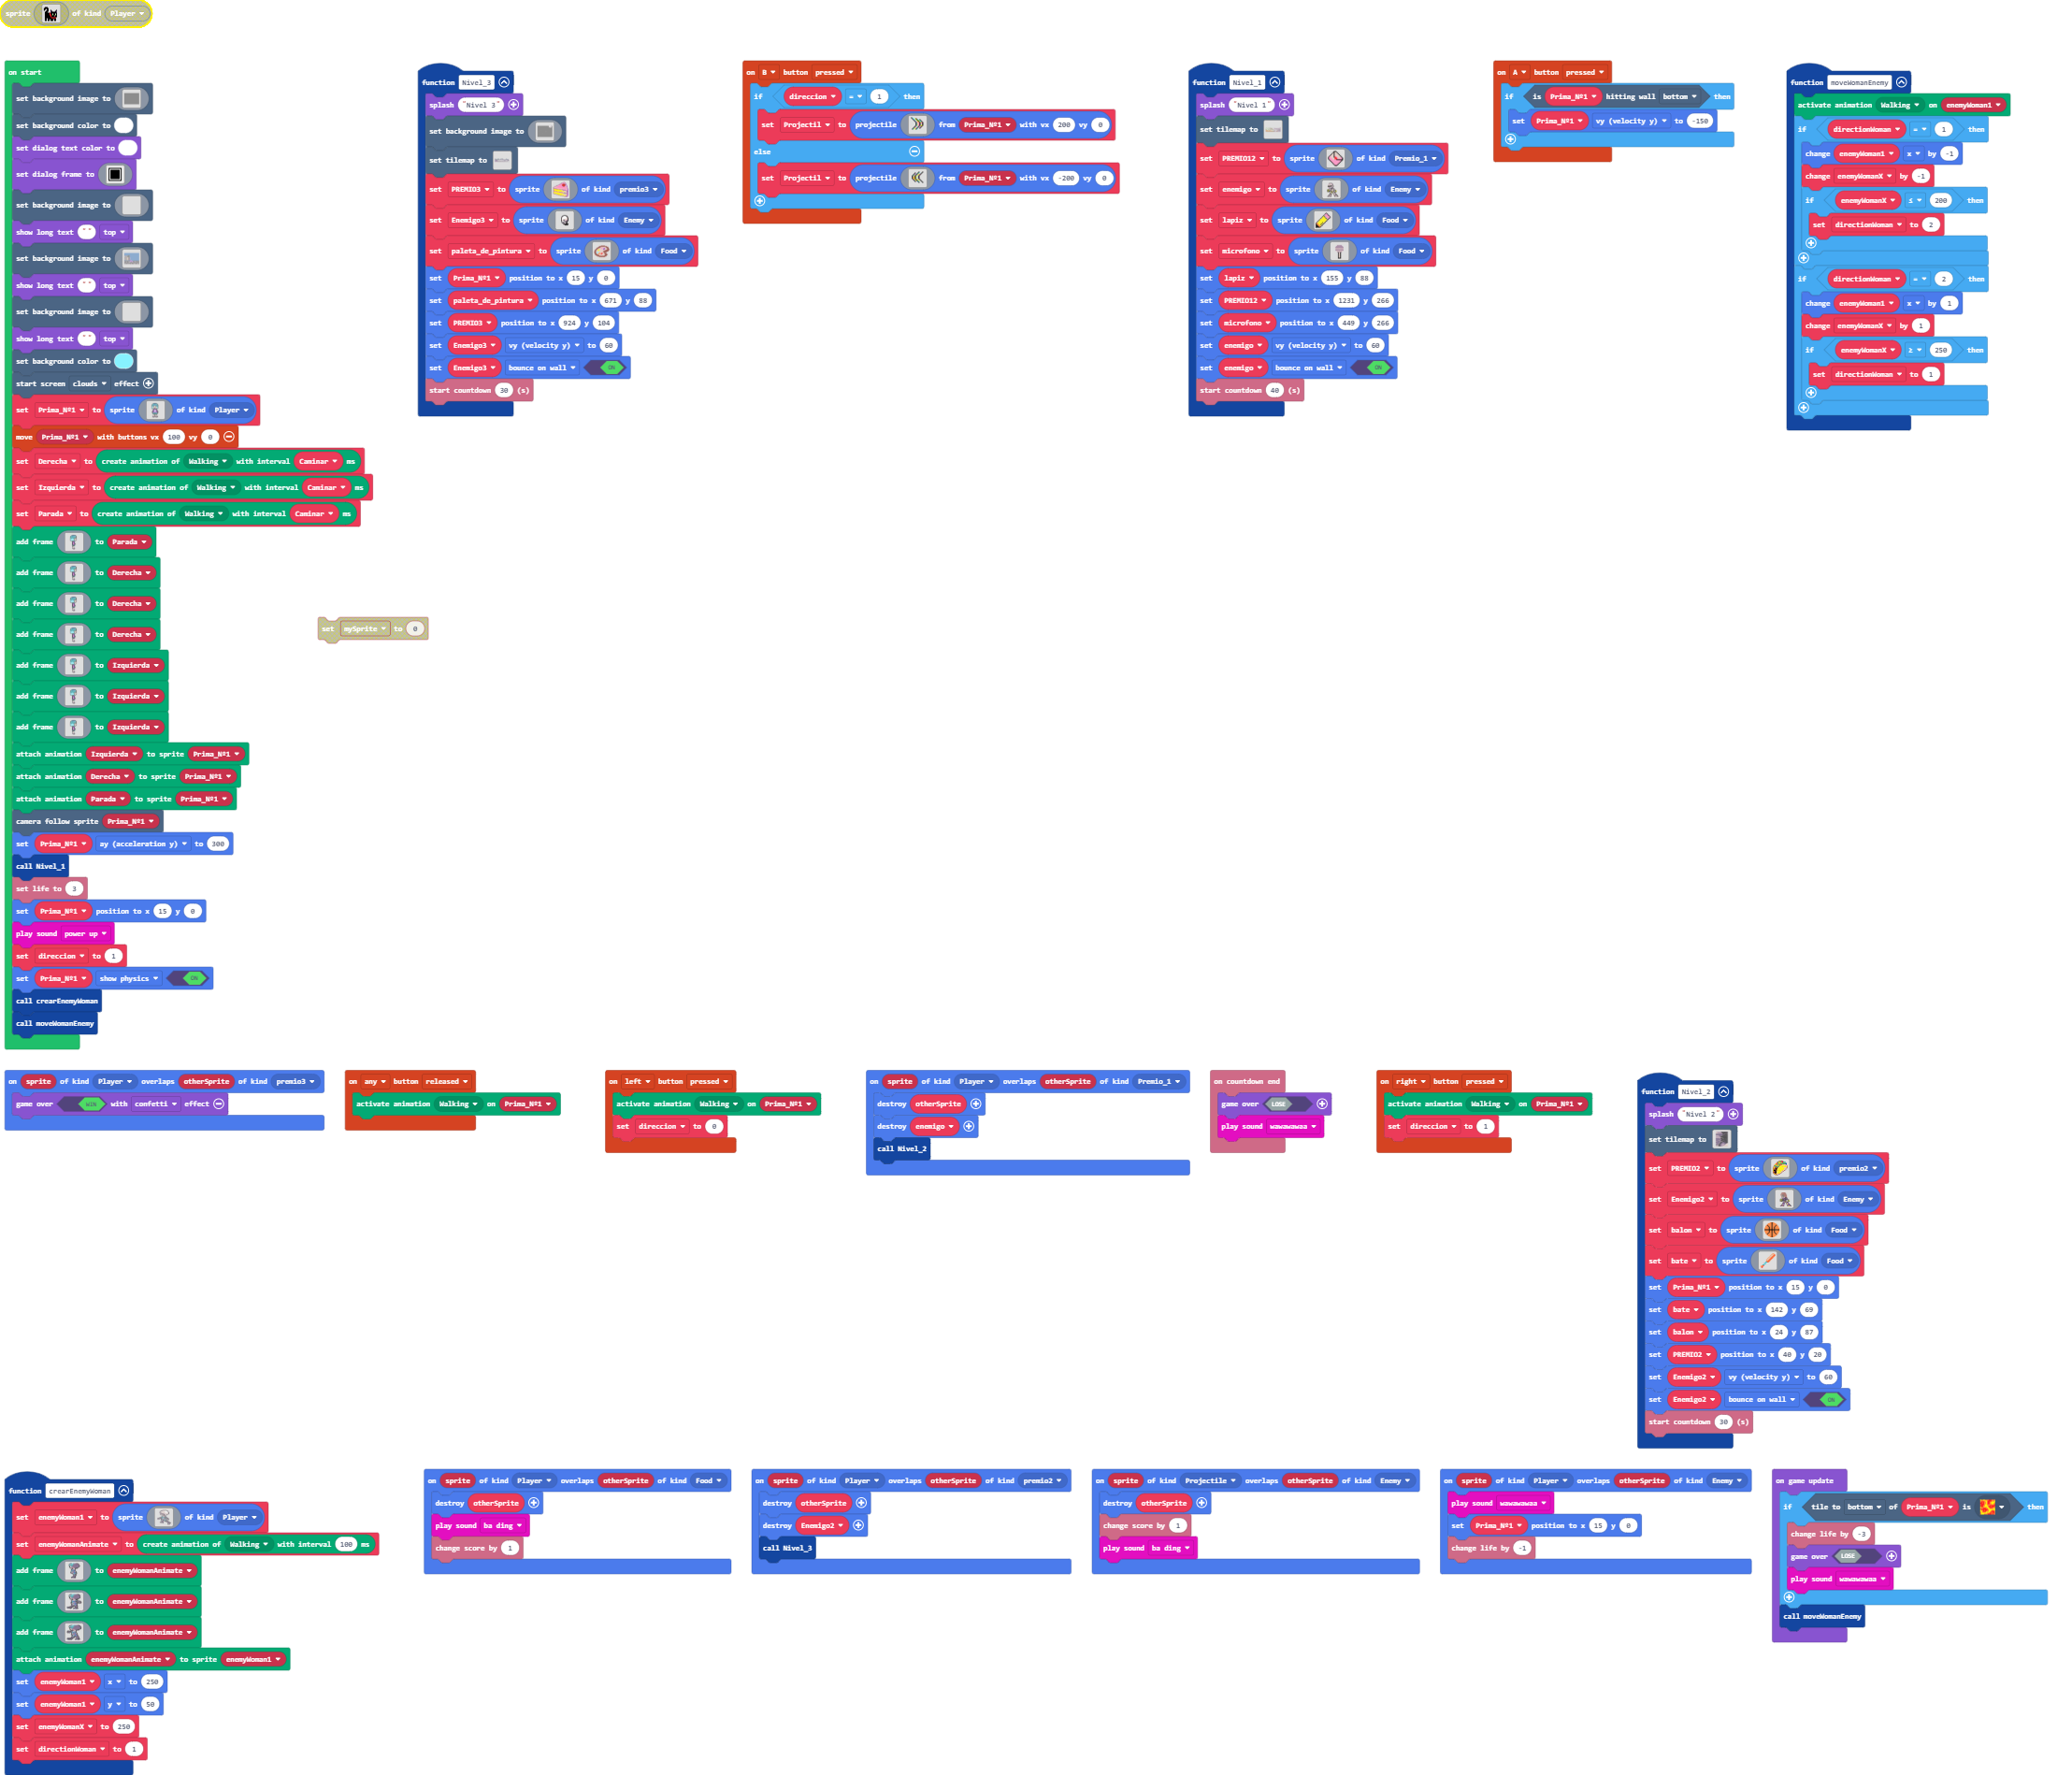 sprite of kind Player
on start
set background image to
set background color to
set dialog text color to
set dialog frame to
set background image to
show long text " " top
set background image to
show long text " " top
set background image to
show long text " " top
set background color to
start screen clouds effect
set Prima_Nº1 to sprite of kind Player
move Prima_Nº1 with buttons vx 100 vy 0
set Derecha to create animation of Walking with interval Caminar ms
set Izquierda to create animation of Walking with interval Caminar ms
set Parada to create animation of Walking with interval Caminar ms
add frame to Parada
add frame to Derecha
add frame to Derecha
add frame to Derecha
add frame to Izquierda
add frame to Izquierda
add frame to Izquierda
attach animation Izquierda to sprite Prima_Nº1
attach animation Derecha to sprite Prima_Nº1
attach animation Parada to sprite Prima_Nº1
camera follow sprite Prima_Nº1
set Prima_Nº1 ay (acceleration y) to 300
call Nivel_1
set life to 3
set Prima_Nº1 position to x 15 y 0
play sound power up
set direccion to 1
set Prima_Nº1 show physics ON
call crearEnemyWoman
call moveWomanEnemy
set mySprite to 0
function Nivel_3
splash "Nivel 3"
set background image to
set tilemap to
set PREMIO3 to sprite of kind premio3
set Enemigo3 to sprite of kind Enemy
set paleta_de_pintura to sprite of kind Food
set Prima_Nº1 position to x 15 y 0
set paleta_de_pintura position to x 671 y 88
set PREMIO3 position to x 924 y 104
set Enemigo3 vy (velocity y) to 60
set Enemigo3 bounce on wall ON
start countdown 30 (s)
on B button pressed
if direccion = 1 then
set Projectil to projectile from Prima_Nº1 with vx 200 vy 0
else
set Projectil to projectile from Prima_Nº1 with vx -200 vy 0
function Nivel_1
splash "Nivel 1"
set tilemap to
set PREMIO12 to sprite of kind Premio_1
set enemigo to sprite of kind Enemy
set lapiz to sprite of kind Food
set microfono to sprite of kind Food
set lapiz position to x 155 y 88
set PREMIO12 position to x 1231 y 266
set microfono position to x 449 y 266
set enemigo vy (velocity y) to 60
set enemigo bounce on wall ON
start countdown 40 (s)
on A button pressed
if is Prima_Nº1 hitting wall bottom then
set Prima_Nº1 vy (velocity y) to -150
function moveWomanEnemy
activate animation Walking on enemyWoman1
if directionWoman = 1 then
change enemyWoman1 x by -1
change enemyWomanX by -1
if enemyWomanX ≤ 200 then
set directionWoman to 2
if directionWoman = 2 then
change enemyWoman1 x by 1
change enemyWomanX by 1
if enemyWomanX ≥ 250 then
set directionWoman to 1
on sprite of kind Player overlaps otherSprite of kind premio3
game over WIN with confetti effect
on any button released
activate animation Walking on Prima_Nº1
on left button pressed
activate animation Walking on Prima_Nº1
set direccion to 0
on sprite of kind Player overlaps otherSprite of kind Premio_1
destroy otherSprite
destroy enemigo
call Nivel_2
on countdown end
game over LOSE
play sound wawawawaa
on right button pressed
activate animation Walking on Prima_Nº1
set direccion to 1
function Nivel_2
splash "Nivel 2"
set tilemap to
set PREMIO2 to sprite of kind premio2
set Enemigo2 to sprite of kind Enemy
set balon to sprite of kind Food
set bate to sprite of kind Food
set Prima_Nº1 position to x 15 y 0
set bate position to x 142 y 69
set balon position to x 24 y 87
set PREMIO2 position to x 40 y 20
set Enemigo2 vy (velocity y) to 60
set Enemigo2 bounce on wall ON
start countdown 30 (s)
function crearEnemyWoman
set enemyWoman1 to sprite of kind Player
set enemyWomanAnimate to create animation of Walking with interval 100 ms
add frame to enemyWomanAnimate
add frame to enemyWomanAnimate
add frame to enemyWomanAnimate
attach animation enemyWomanAnimate to sprite enemyWoman1
set enemyWoman1 x to 250
set enemyWoman1 y to 50
set enemyWomanX to 250
set directionWoman to 1
on sprite of kind Player overlaps otherSprite of kind Food
destroy otherSprite
play sound ba ding
change score by 1
on sprite of kind Player overlaps otherSprite of kind premio2
destroy otherSprite
destroy Enemigo2
call Nivel_3
on sprite of kind Projectile overlaps otherSprite of kind Enemy
destroy otherSprite
change score by 1
play sound ba ding
on sprite of kind Player overlaps otherSprite of kind Enemy
play sound wawawawaa
set Prima_Nº1 position to x 15 y 0
change life by -1
on game update
if tile to bottom of Prima_Nº1 is then
change life by -3
game over LOSE
play sound wawawawaa
call moveWomanEnemy